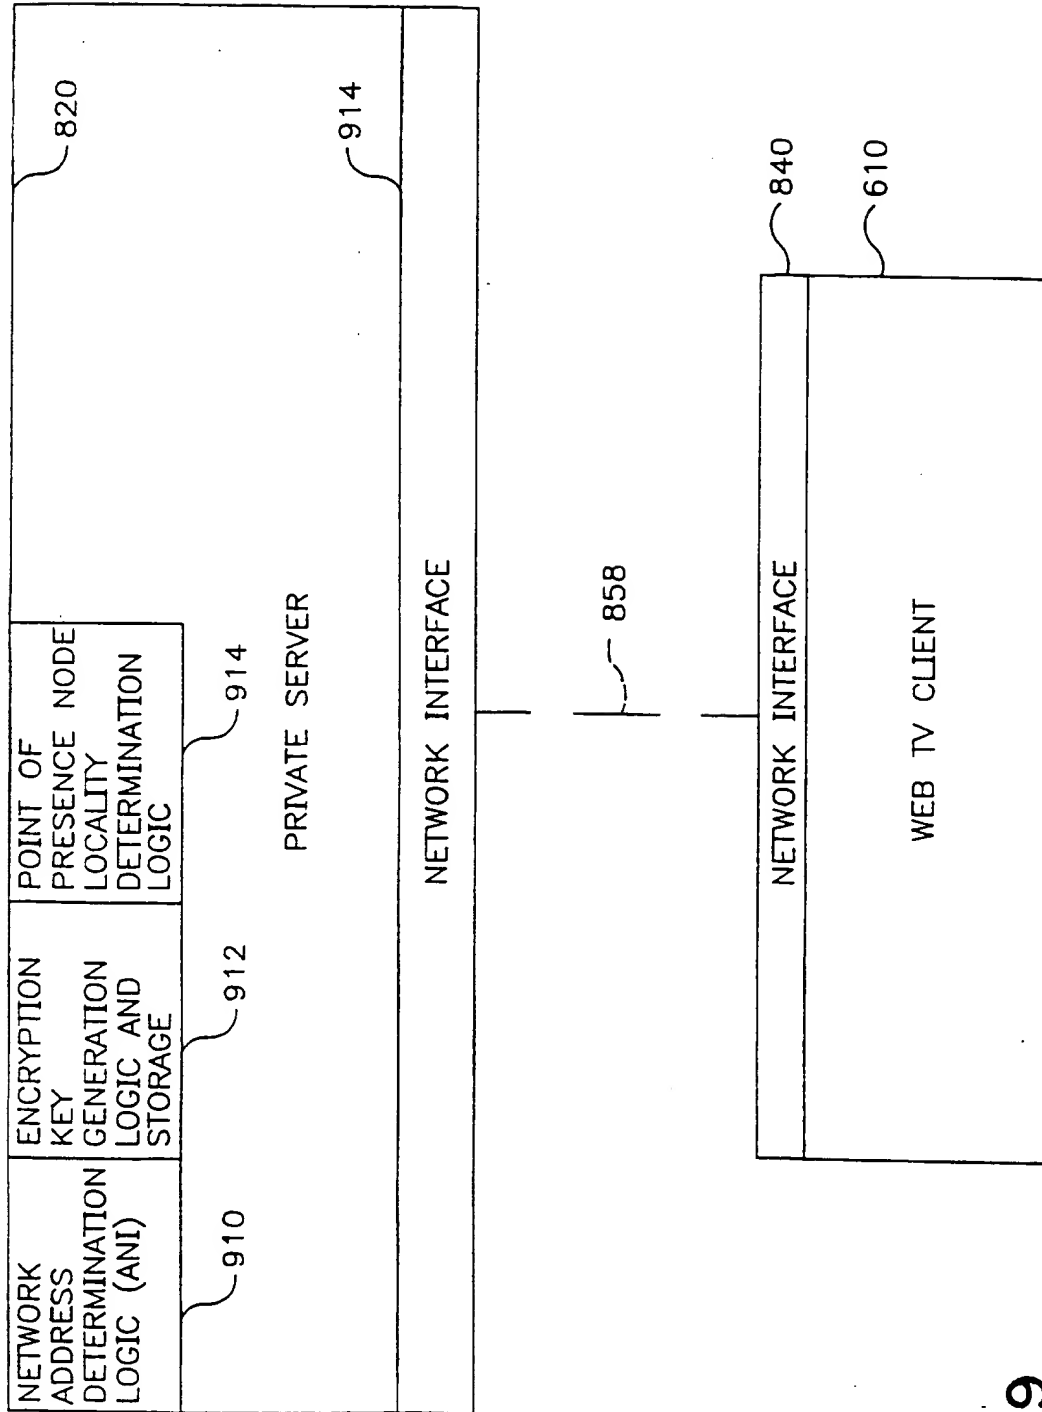 NETWORK
ADDRESS
DETERMINATION
LOGIC (ANI)
910
ENCRYPTION
KEY
GENERATION
LOGIC AND
STORAGE
912
POINT OF
PRESENCE NODE
LOCALITY
DETERMINATION
LOGIC
914
820
PRIVATE SERVER
914
NETWORK INTERFACE
858
840
NETWORK INTERFACE
610
WEB TV CLIENT
9